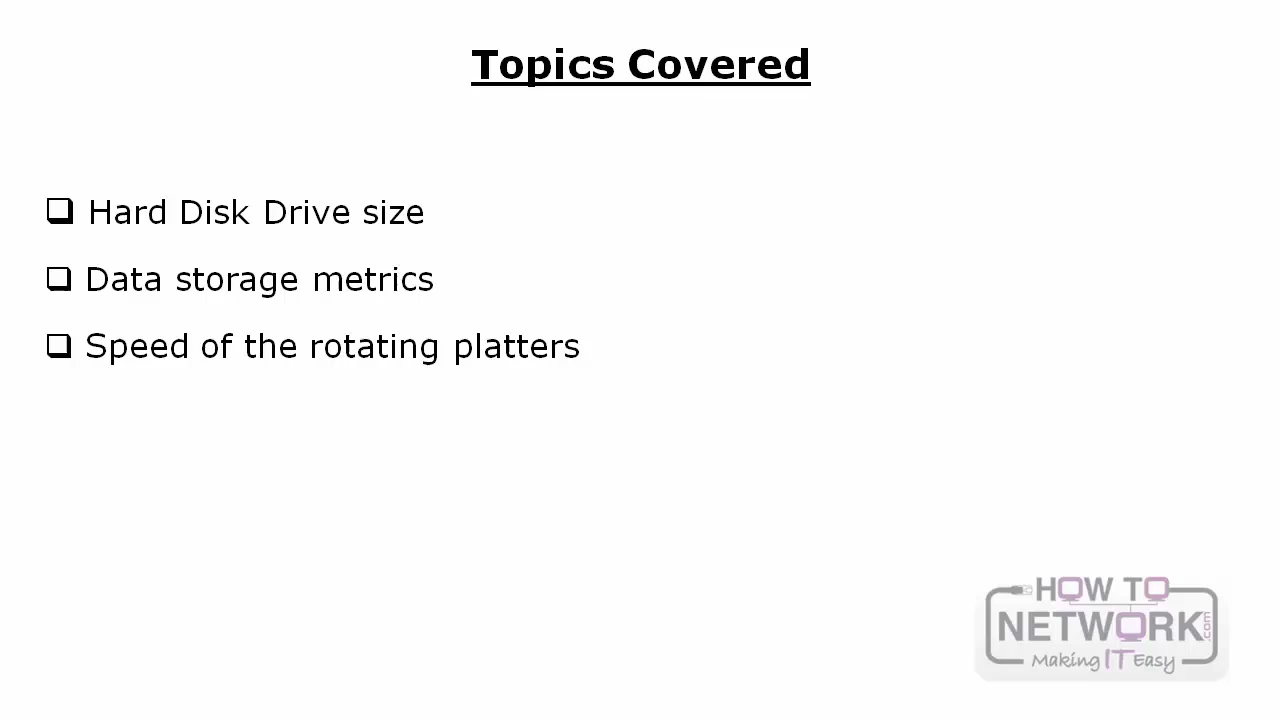 Topics Covered
Hard Disk Drive size
Data storage metrics
Speed of the rotating platters
HOW TO
NETWORK.com
Making IT Easy